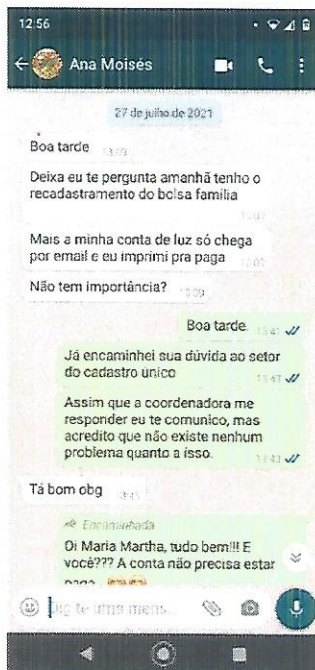 12:56
Ana Moisés
27 de julho de 2021
Boa tarde
Deixa eu te pergunta amanhã tenho o
recadastramento do bolsa família
Mais a minha conta de luz só chega
por email e eu imprimi pra paga
Não tem importância?
Boa tarde.
Já encaminhei sua dúvida ao setor
do cadastro único
Assim que a coordenadora me
responder eu te comunico, mas
acredito que não existe nenhum
problema quanto a isso.
Tá bom obg
Encaminhada
Oi Maria Martha, tudo bem!!! E
você??? A conta não precisa estar
paga